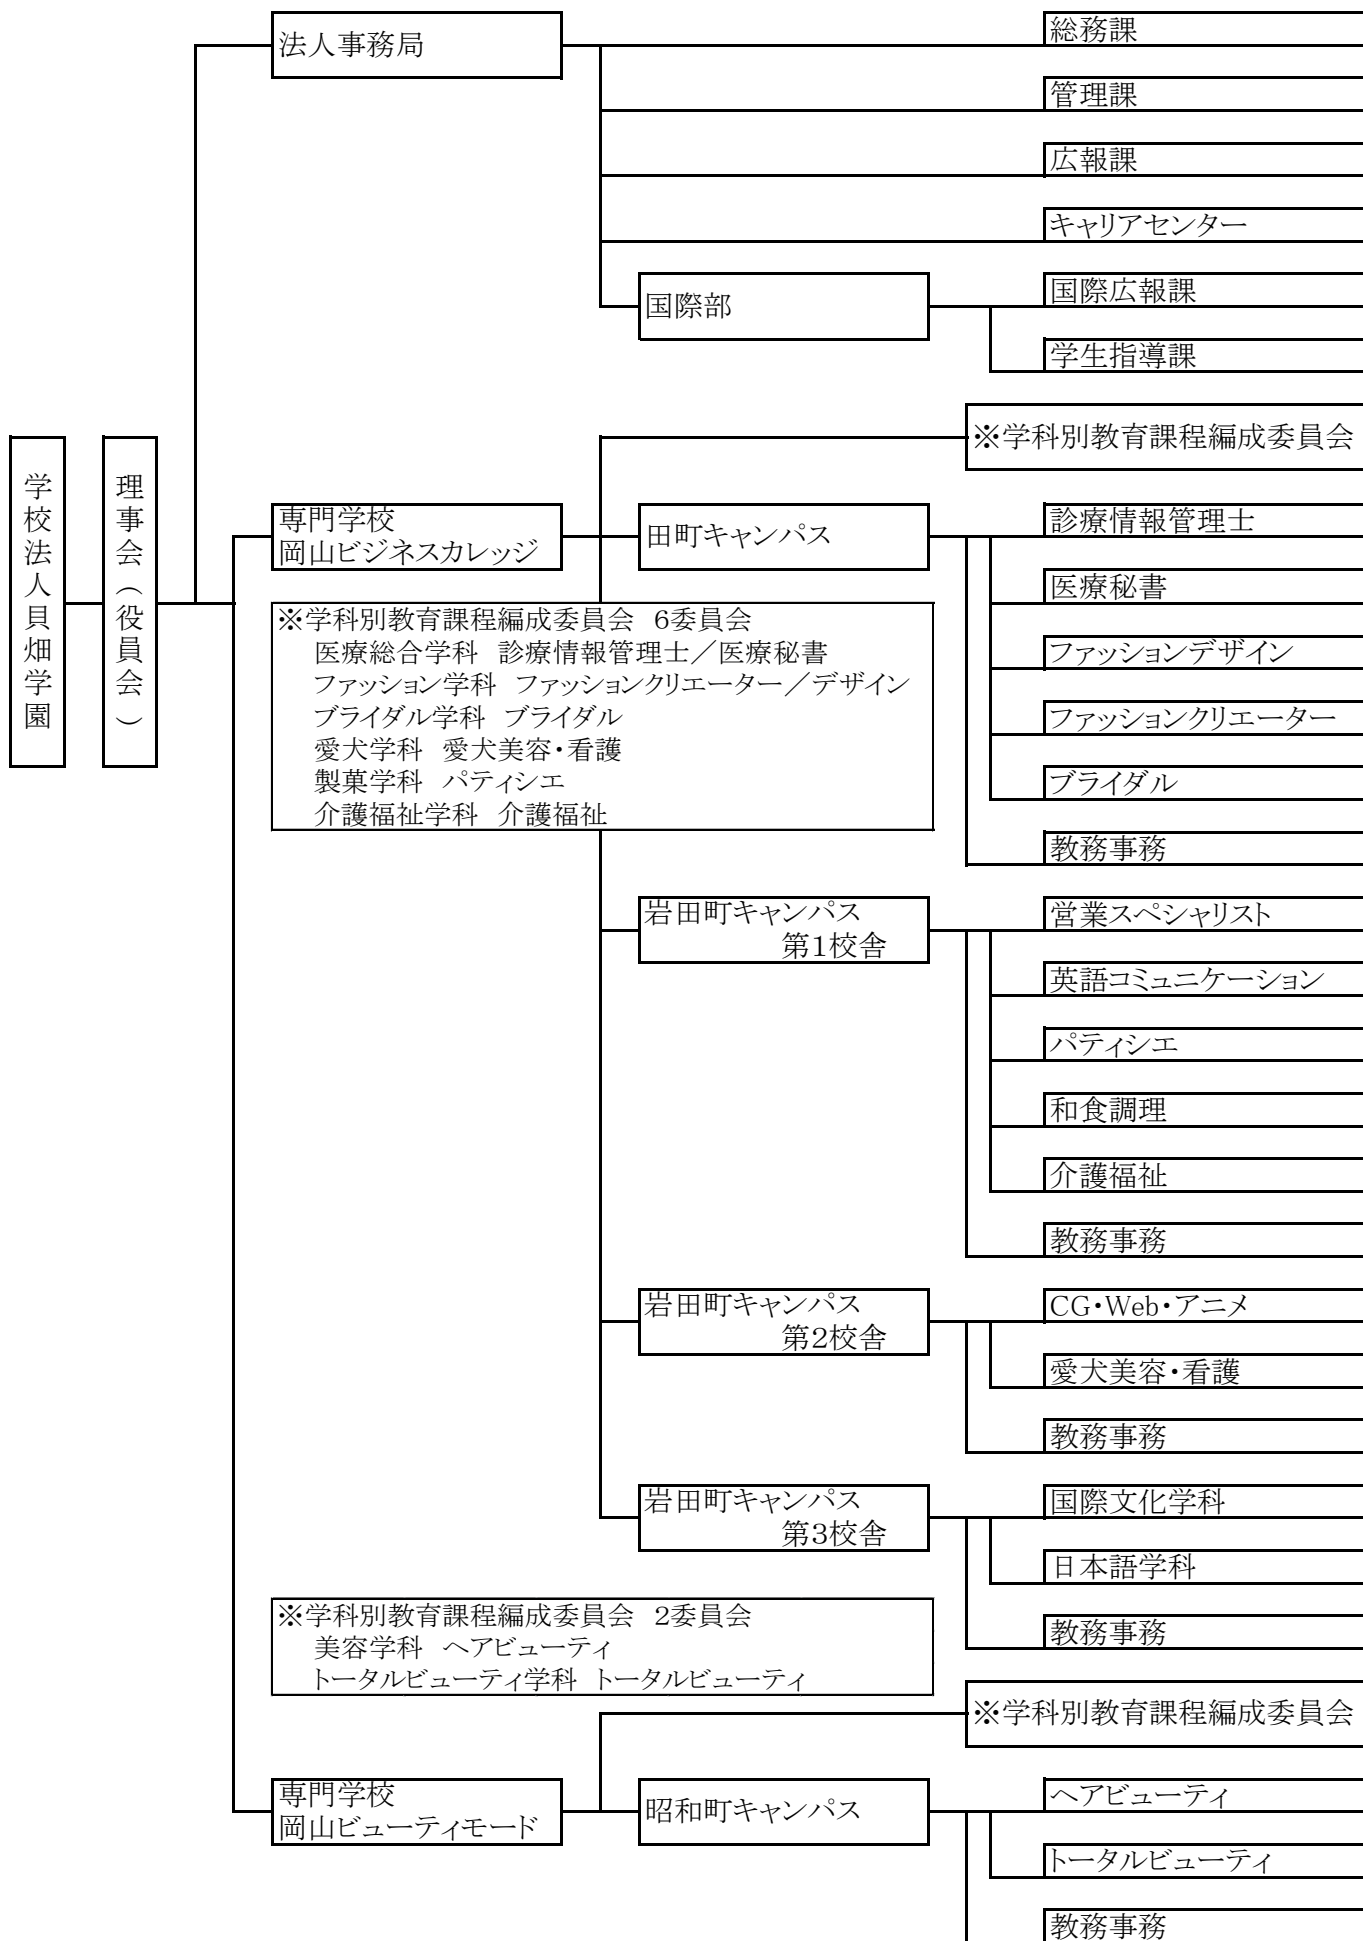 学校法人貝畑学園
理事会（役員会）
法人事務局
総務課
管理課
広報課
キャリアセンター
国際部
国際広報課
学生指導課
※学科別教育課程編成委員会
専門学校
岡山ビジネスカレッジ
田町キャンパス
診療情報管理士
医療秘書
ファッションデザイン
ファッションクリエーター
ブライダル
教務事務
※学科別教育課程編成委員会　6委員会
医療総合学科　診療情報管理士／医療秘書
ファッション学科　ファッションクリエーター／デザイン
ブライダル学科　ブライダル
愛犬学科　愛犬美容・看護
製菓学科　パティシエ
介護福祉学科　介護福祉
岩田町キャンパス
第1校舎
営業スペシャリスト
英語コミュニケーション
パティシエ
和食調理
介護福祉
教務事務
岩田町キャンパス
第2校舎
CG・Web・アニメ
愛犬美容・看護
教務事務
岩田町キャンパス
第3校舎
国際文化学科
日本語学科
教務事務
※学科別教育課程編成委員会　2委員会
美容学科　ヘアビューティ
トータルビューティ学科　トータルビューティ
※学科別教育課程編成委員会
専門学校
岡山ビューティモード
昭和町キャンパス
ヘアビューティ
トータルビューティ
教務事務